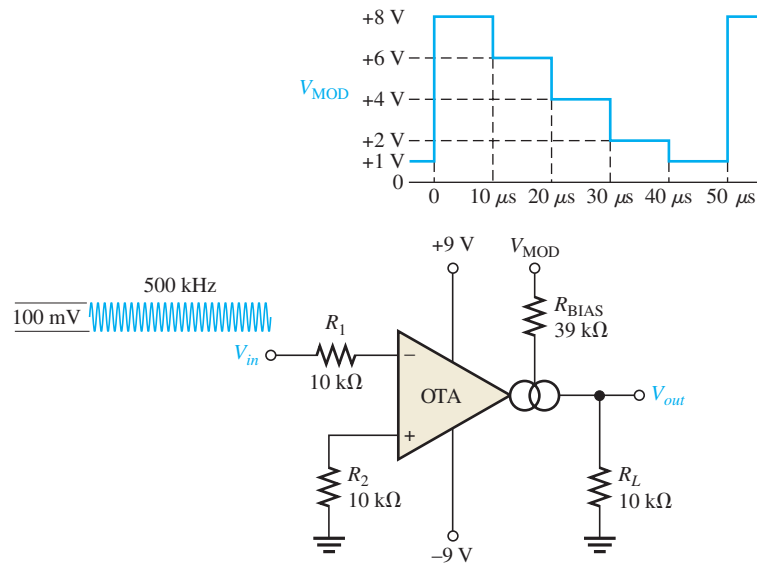 +8 V
+6 V
V_MOD
+4 V
+2 V
+1 V
0
0 10 μs 20 μs 30 μs 40 μs 50 μs
+9 V
V_MOD
500 kHz
100 mV
R_BIAS
39 kΩ
R_1
V_in
10 kΩ
−
OTA
V_out
+
R_2
10 kΩ
R_L
10 kΩ
–9 V